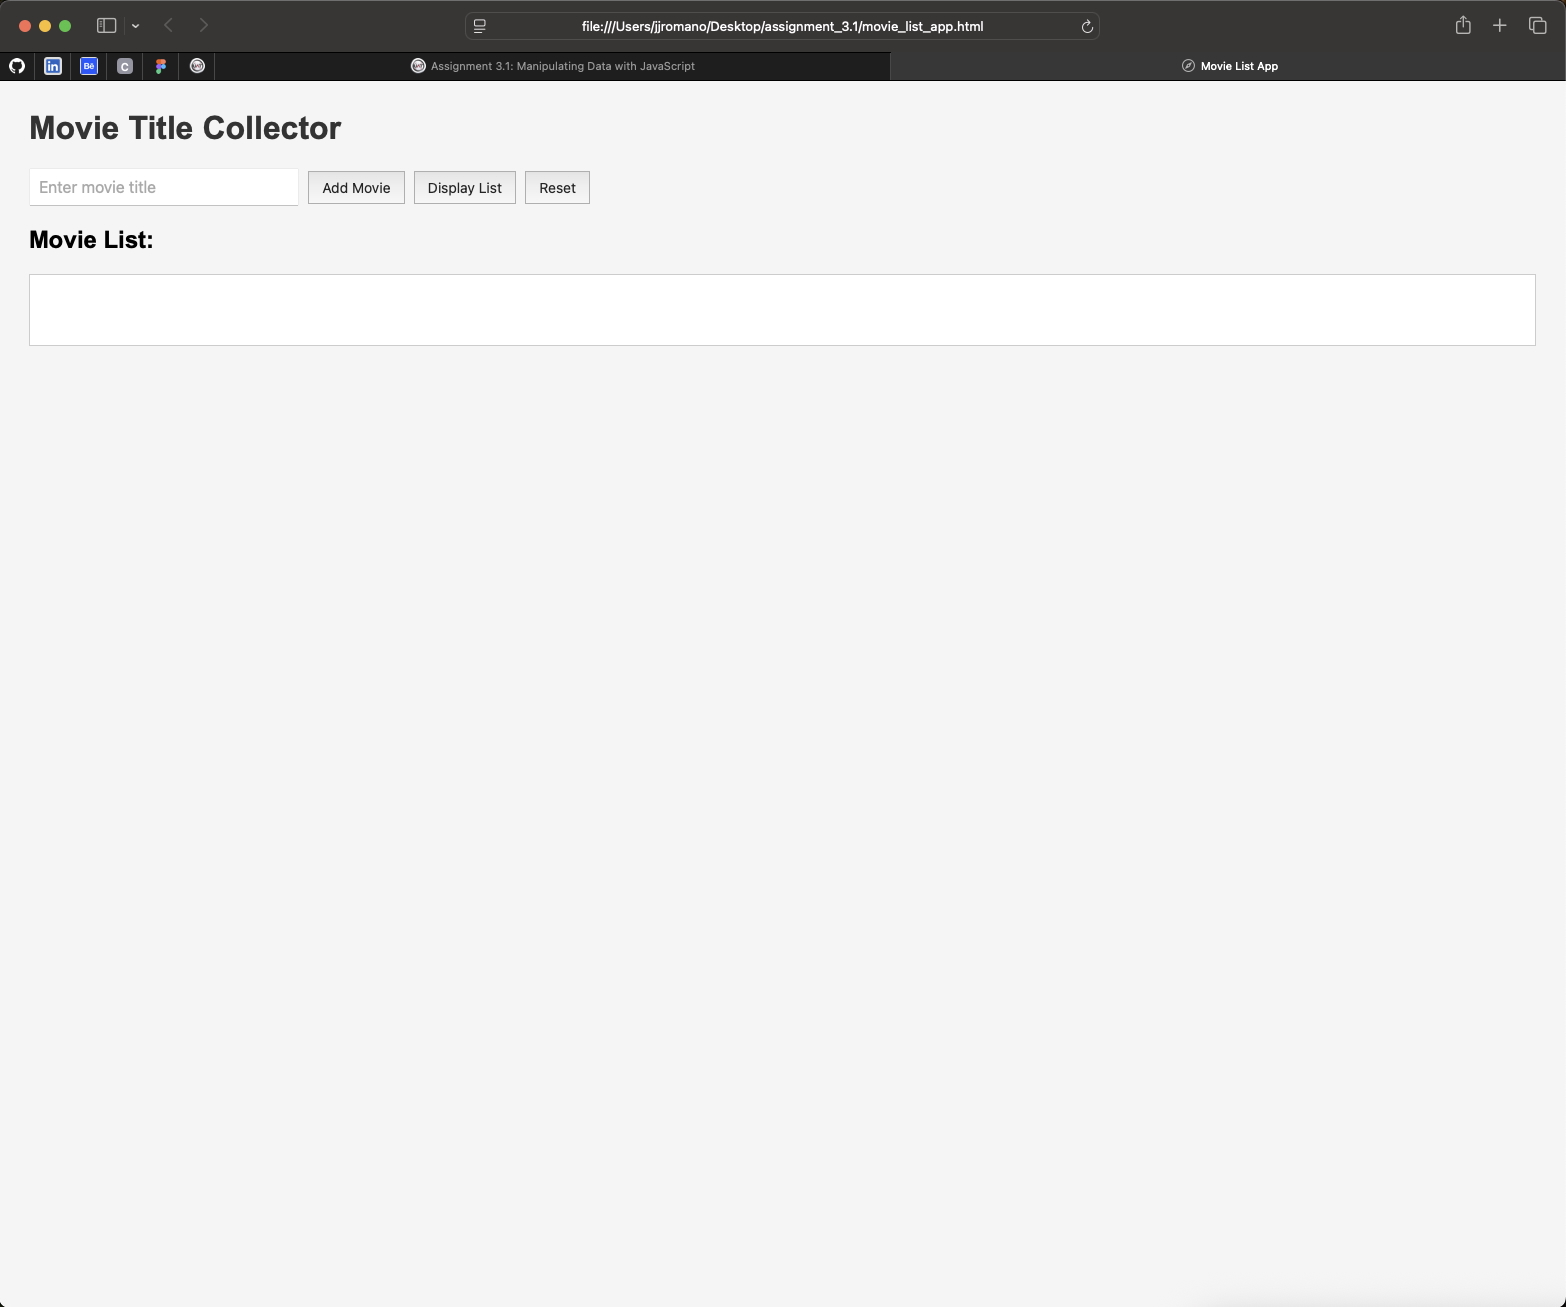 file:///Users/jjromano/Desktop/assignment_3.1/movie_list_app.html
in
Bē
C
Assignment 3.1: Manipulating Data with JavaScript
Movie List App
Movie Title Collector
Enter movie title
Add Movie
Display List
Reset
Movie List: